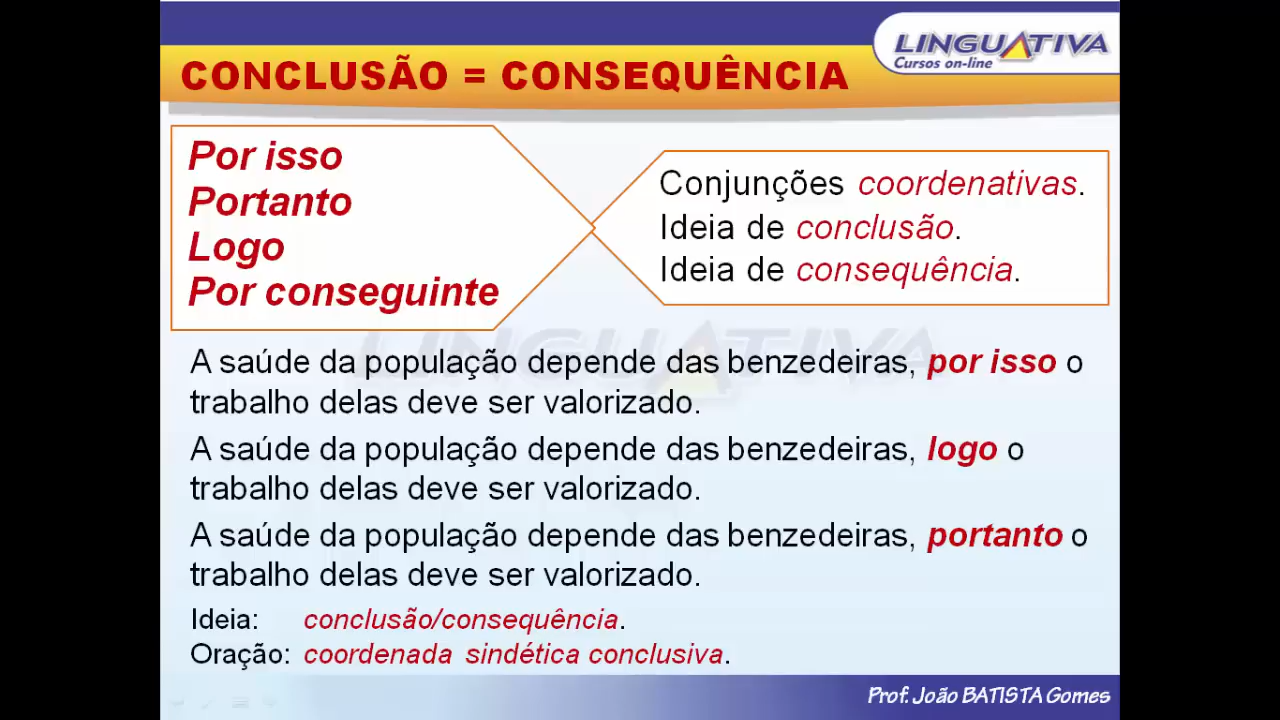 LINGUATIVA
Cursos on-line
CONCLUSÃO = CONSEQUÊNCIA
Por isso
Portanto
Logo
Por conseguinte
Conjunções coordenativas.
Ideia de conclusão.
Ideia de consequência.
LINGUATIVA
A saúde da população depende das benzedeiras, por isso o
trabalho delas deve ser valorizado.
A saúde da população depende das benzedeiras, logo o
trabalho delas deve ser valorizado.
A saúde da população depende das benzedeiras, portanto o
trabalho delas deve ser valorizado.
Ideia: conclusão/consequência.
Oração: coordenada sindética conclusiva.
Prof. João BATISTA Gomes